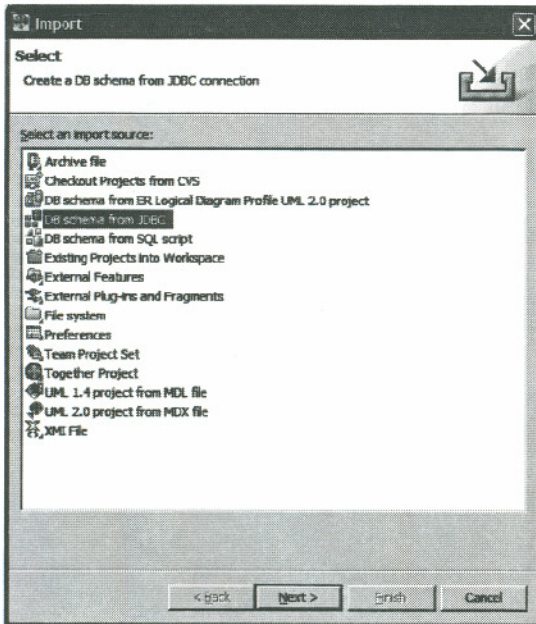 Import
Select
Create a DB schema from JDBC connection
Select an import source:
Archive file
Checkout Projects from CVS
DB schema from ER Logical Diagram Profile UML 2.0 project
DB schema from JDBC
DB schema from SQL script
Existing Projects into Workspace
External Features
External Plug-ins and Fragments
File system
Preferences
Team Project Set
Together Project
UML 1.4 project from MDL file
UML 2.0 project from MDX file
XMI File
< Back
Next >
Finish
Cancel